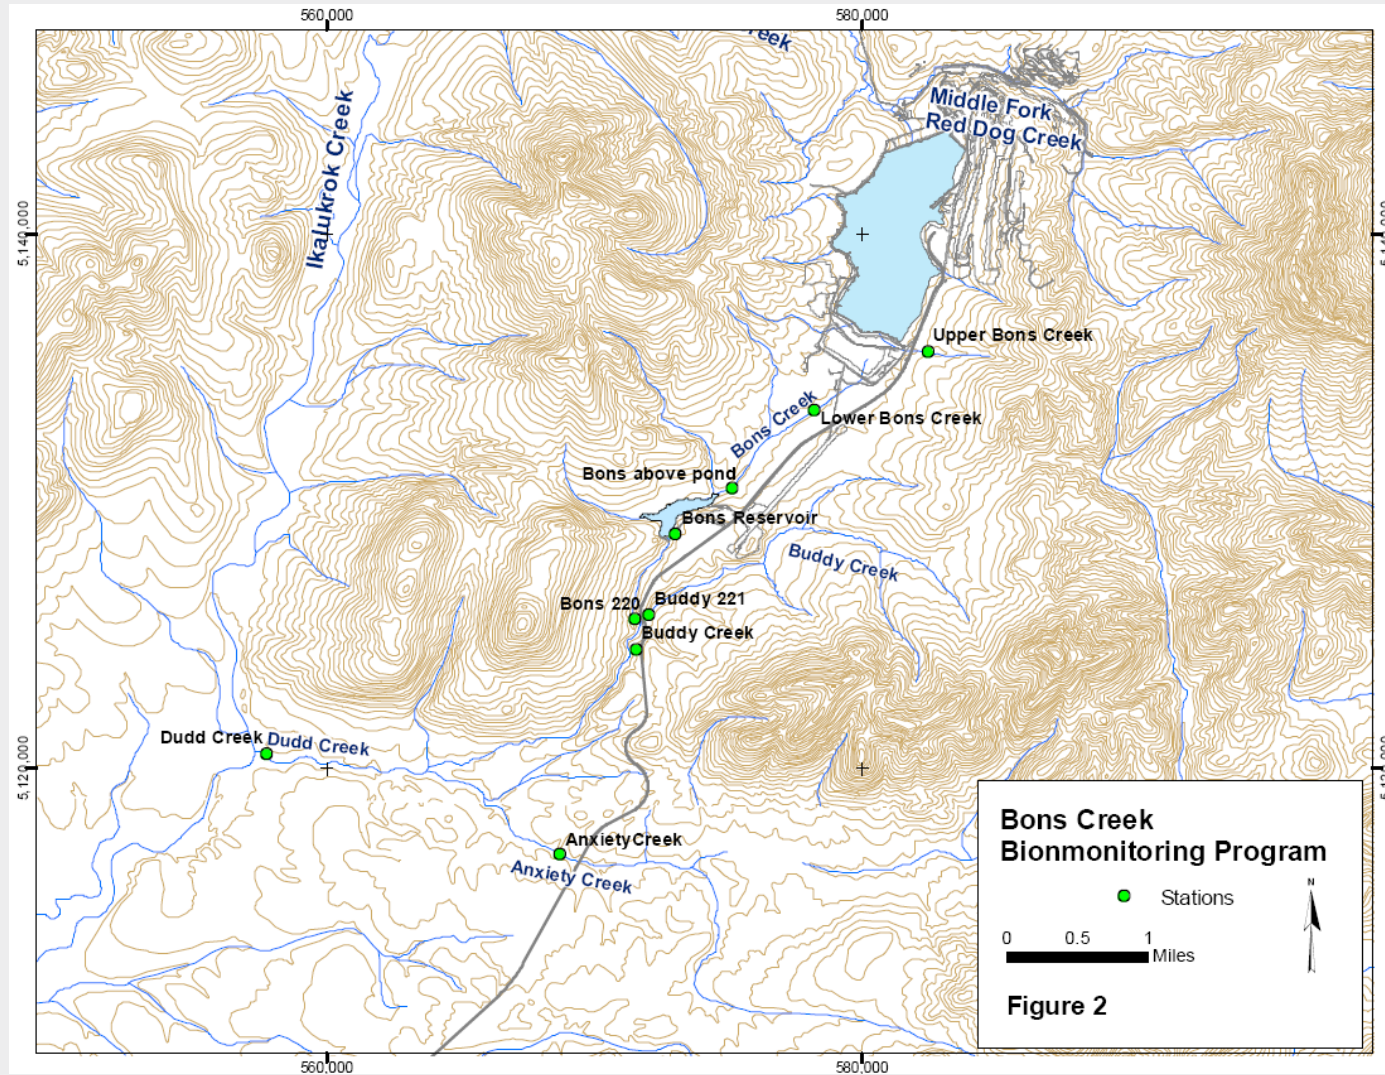 560,000
580,000
reek
Middle Fork
Red Dog Creek
Ikalukrok Creek
5,140,000
Upper Bons Creek
Lower Bons Creek
Bons Creek
Bons above pond
Bons Reservoir
Buddy Creek
Bons 220
Buddy 221
Buddy Creek
Dudd Creek
Dudd Creek
5,120,000
AnxietyCreek
Anxiety Creek
Bons Creek
Bionmonitoring Program
Stations
N
0 0.5 1
Miles
Figure 2
560,000
580,000